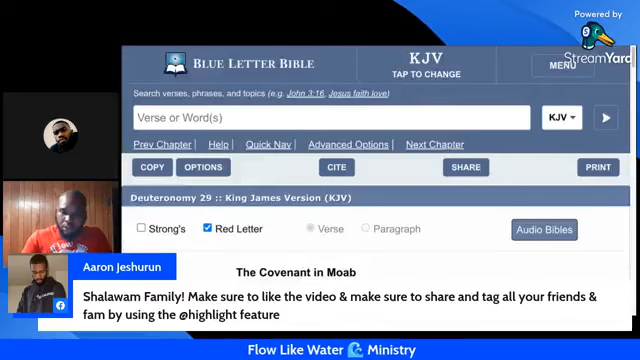 Powered by
StreamYard
BLUE LETTER BIBLE
KJV
TAP TO CHANGE
MENU
Search verses, phrases, and topics (e.g. John 3:16, Jesus faith love)
Verse or Word(s)
KJV
Prev Chapter | Help | Quick Nav | Advanced Options | Next Chapter
COPY
OPTIONS
CITE
SHARE
PRINT
Deuteronomy 29 :: King James Version (KJV)
Strong's
Red Letter
Verse
Paragraph
Audio Bibles
The Covenant in Moab
Aaron Jeshurun
Shalawam Family! Make sure to like the video & make sure to share and tag all your friends &
fam by using the @highlight feature
Flow Like Water 🌊 Ministry